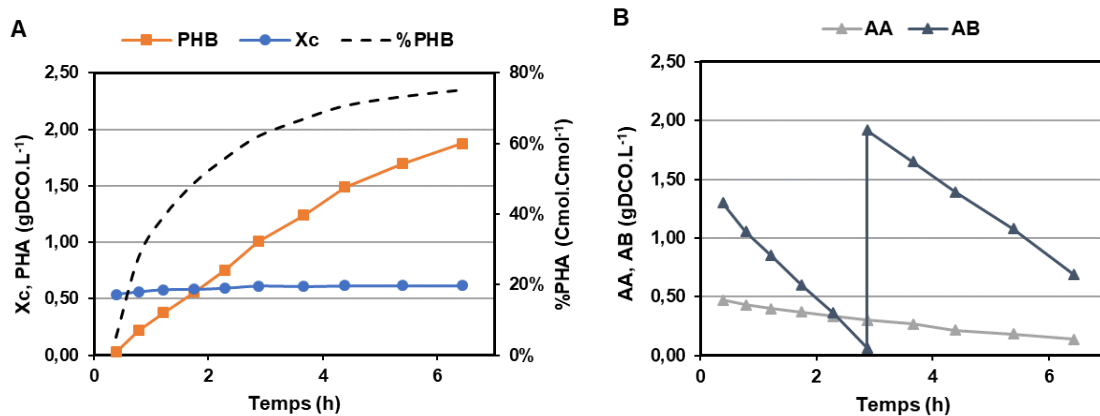 A
PHB Xc %PHB
Xc, PHA (gDCO.L⁻¹)
2,50
2,00
1,50
1,00
0,50
0,00
0 2 4 6
Temps (h)
80%
60%
40%
20%
0%
%PHA (Cmol.Cmol⁻¹)
B
AA AB
AA, AB (gDCO.L⁻¹)
2,50
2,00
1,50
1,00
0,50
0,00
0 2 4 6
Temps (h)